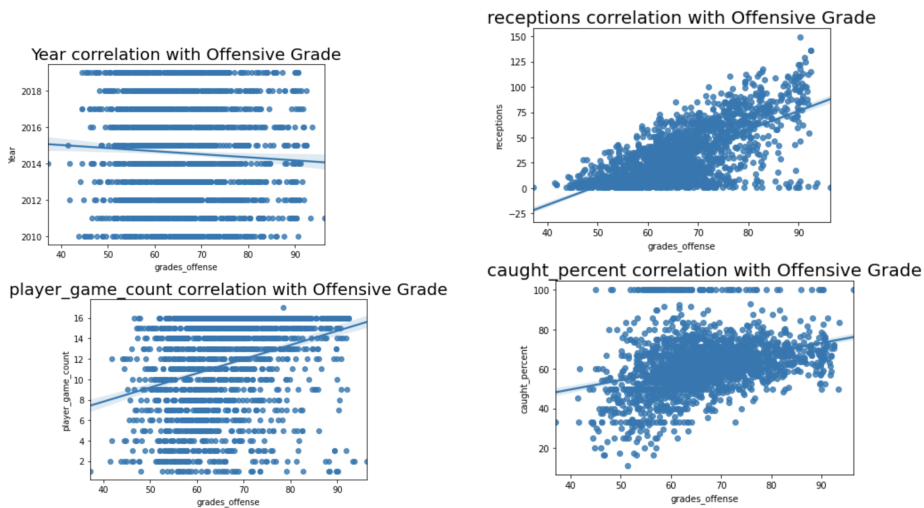 Year correlation with Offensive Grade
2018
2016
2014
2012
2010
Year
40 50 60 70 80 90
grades_offense
receptions correlation with Offensive Grade
150
125
100
75
50
25
0
−25
receptions
40 50 60 70 80 90
grades_offense
player_game_count correlation with Offensive Grade
16
14
12
10
8
6
4
2
player_game_count
40 50 60 70 80 90
grades_offense
caught_percent correlation with Offensive Grade
100
80
60
40
20
caught_percent
40 50 60 70 80 90
grades_offense